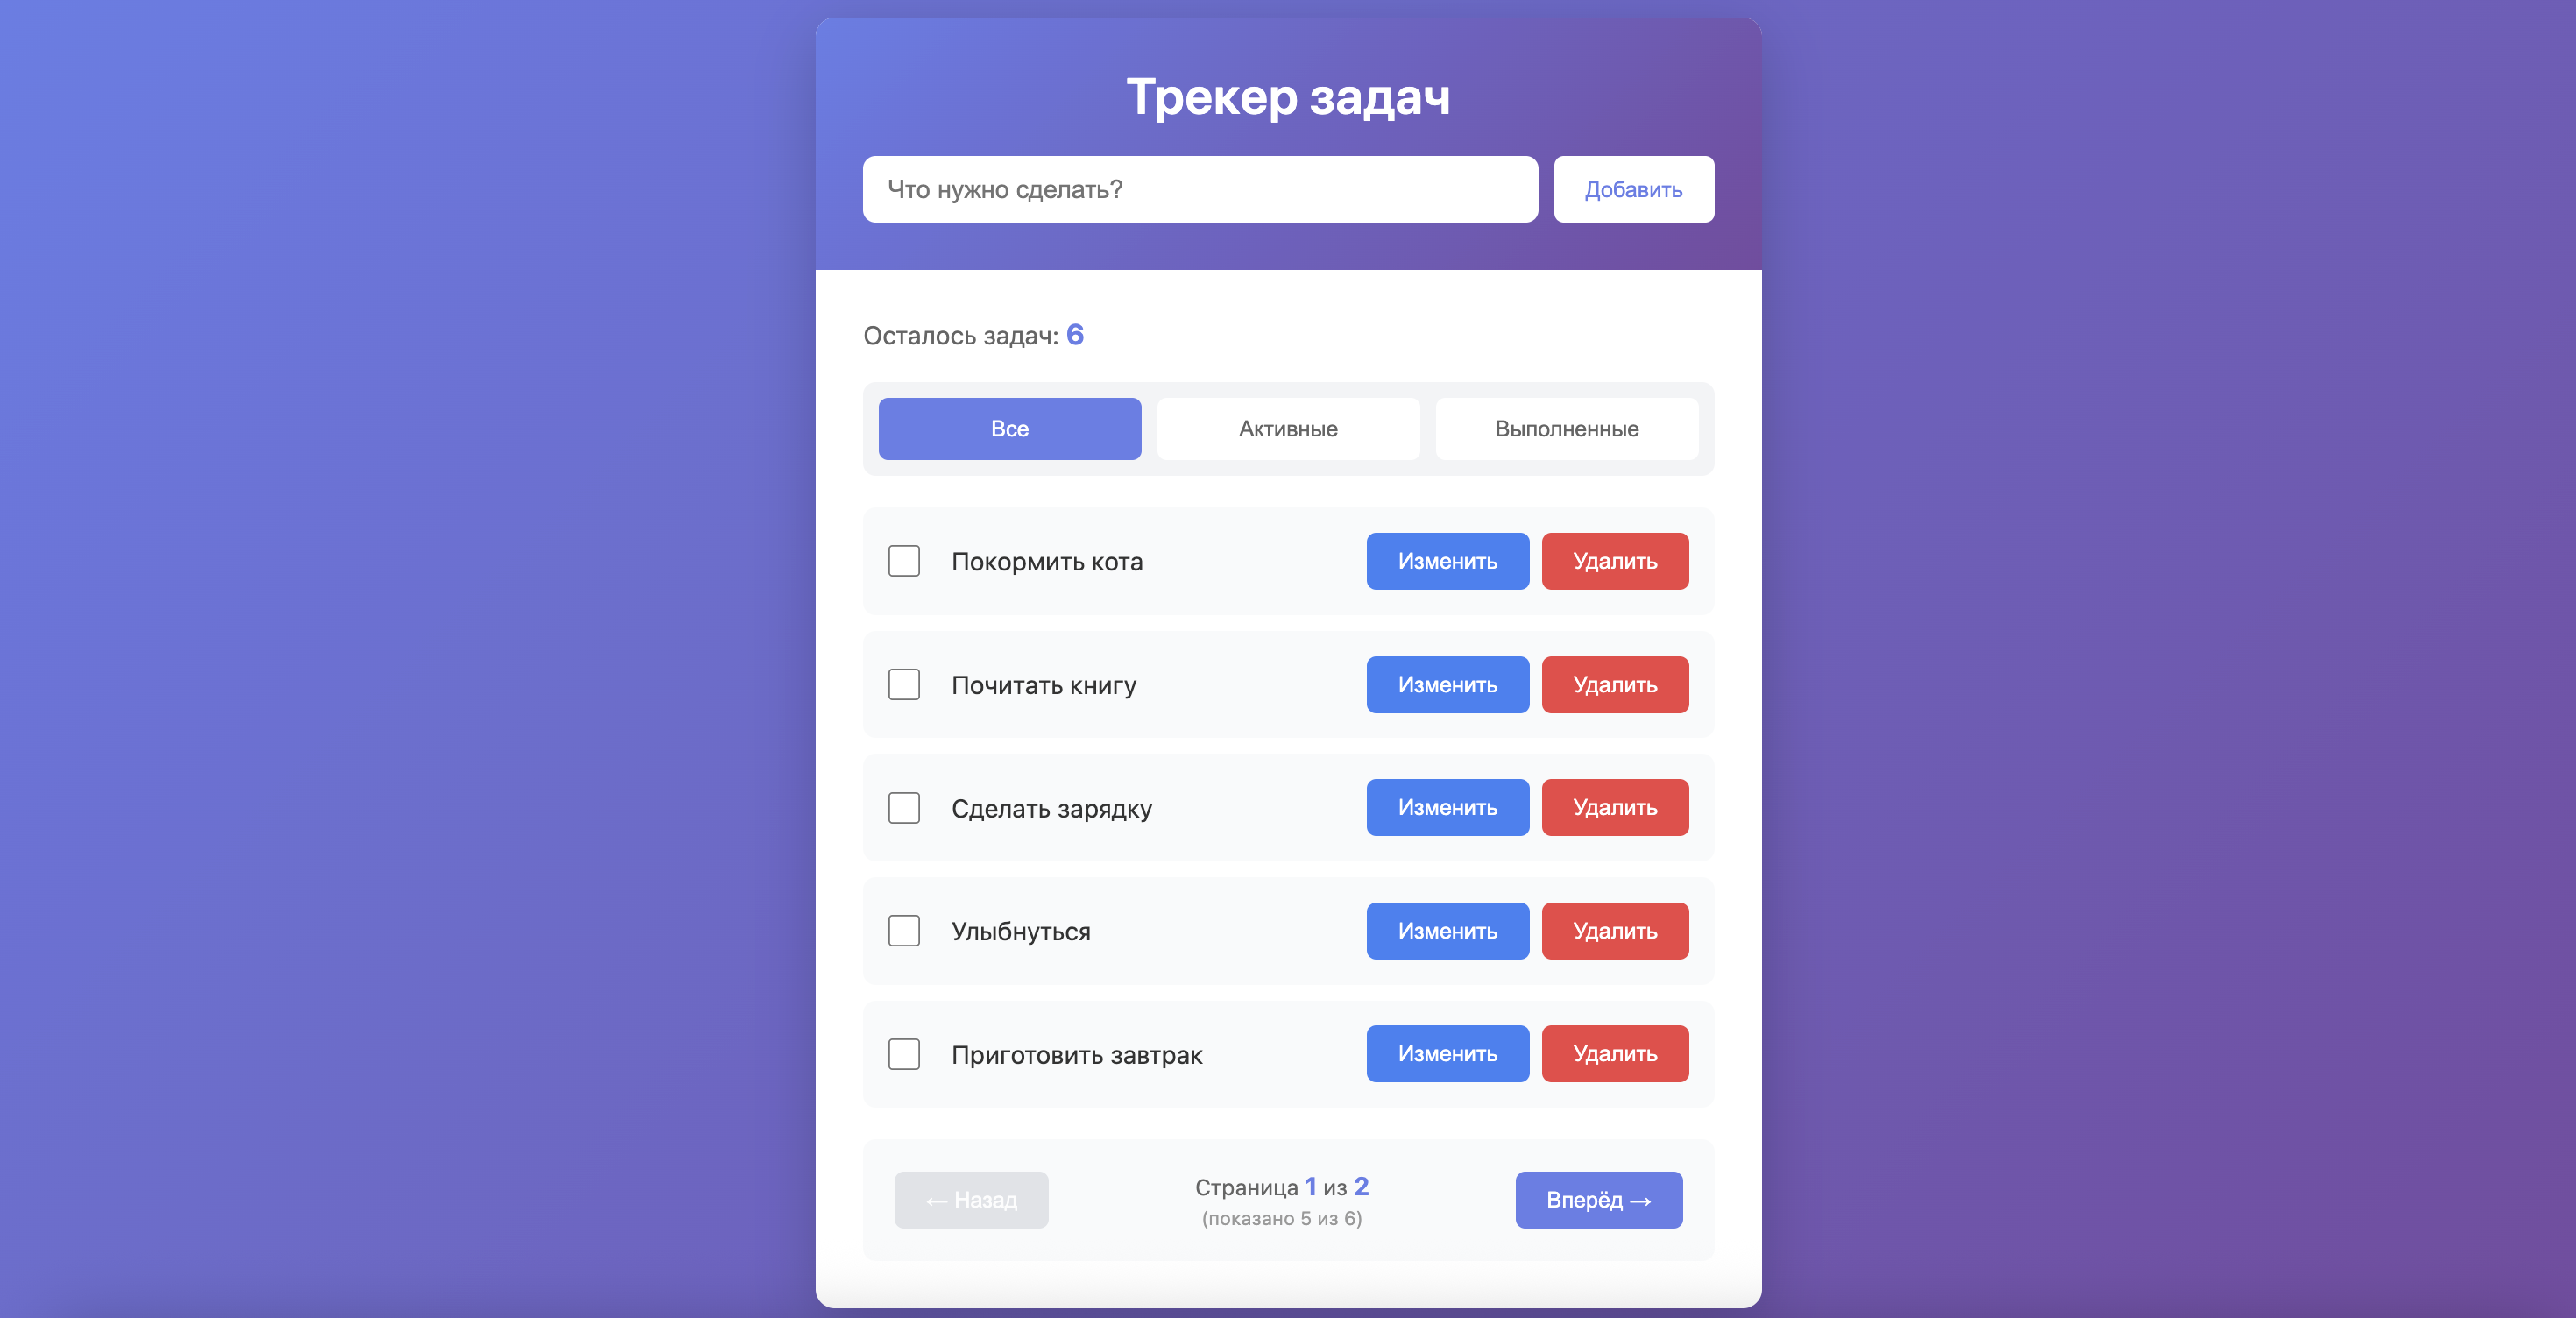 Трекер задач
Что нужно сделать? Добавить
Осталось задач: 6
Все Активные Выполненные
Покормить кота Изменить Удалить
Почитать книгу Изменить Удалить
Сделать зарядку Изменить Удалить
Улыбнуться Изменить Удалить
Приготовить завтрак Изменить Удалить
← Назад Страница 1 из 2 Вперёд →
(показано 5 из 6)